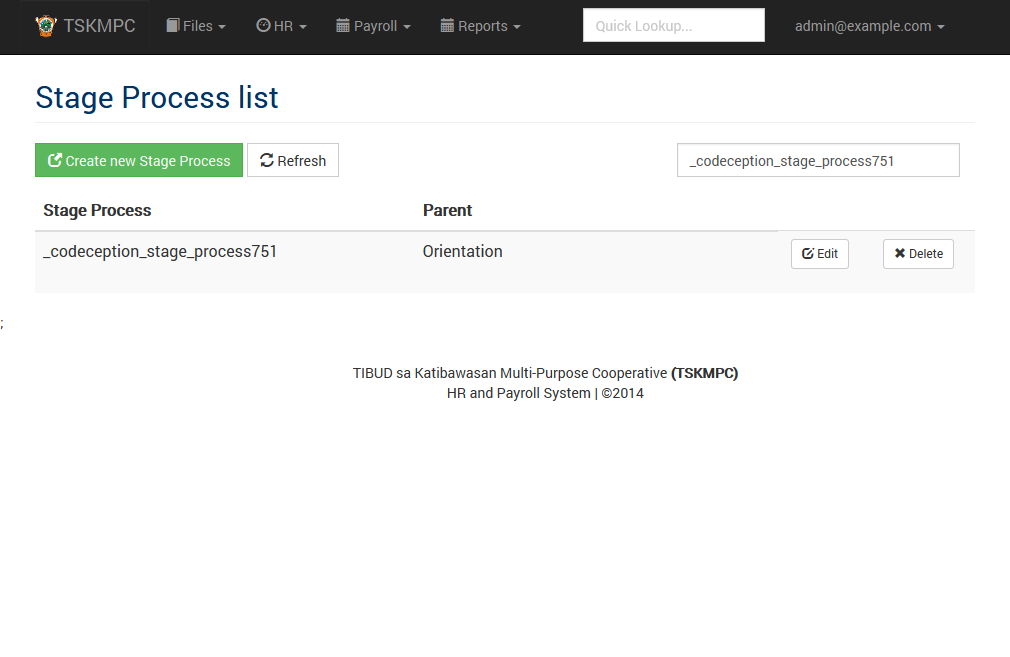 TSKMPC Files HR Payroll Reports Quick Lookup... admin@example.com
Stage Process list
Create new Stage Process Refresh _codeception_stage_process751
Stage Process Parent
_codeception_stage_process751 Orientation Edit Delete
;
TIBUD sa Katibawasan Multi-Purpose Cooperative (TSKMPC)
HR and Payroll System | ©2014